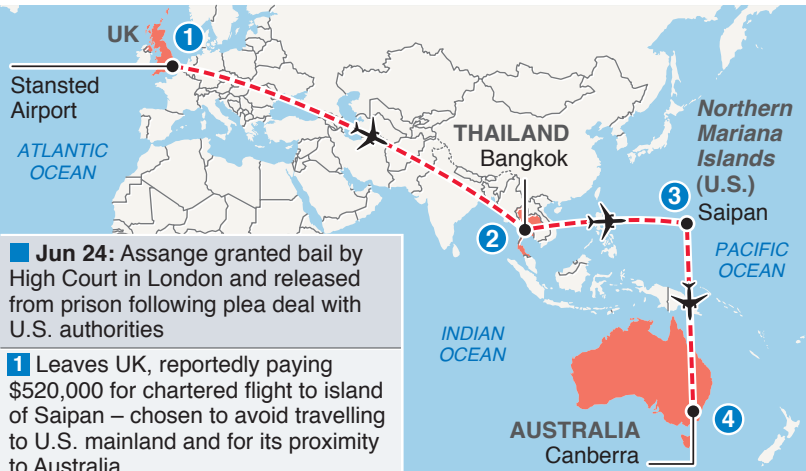 UK
1
Stansted
Airport
ATLANTIC
OCEAN
THAILAND
Bangkok
2
Northern
Mariana
Islands
(U.S.)
3
Saipan
PACIFIC
OCEAN
INDIAN
OCEAN
AUSTRALIA
Canberra
4
Jun 24: Assange granted bail by
High Court in London and released
from prison following plea deal with
U.S. authorities
1 Leaves UK, reportedly paying
$520,000 for chartered flight to island
of Saipan – chosen to avoid travelling
to U.S. mainland and for its proximity
to Australia